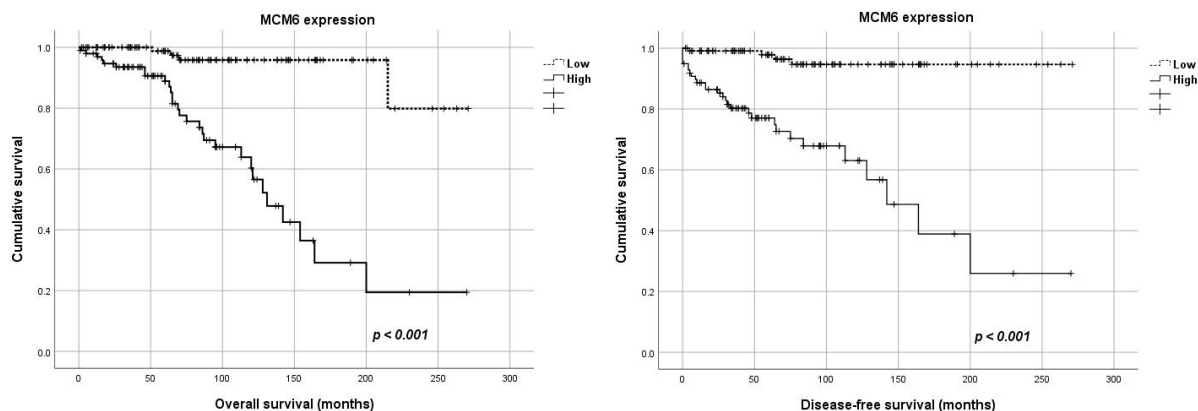 MCM6 expression
Cumulative survival
1.0
0.8
0.6
0.4
0.2
0.0
0
50
100
150
200
250
300
Overall survival (months)
Low
High
p < 0.001
MCM6 expression
Cumulative survival
1.0
0.8
0.6
0.4
0.2
0.0
0
50
100
150
200
250
300
Disease-free survival (months)
Low
High
p < 0.001